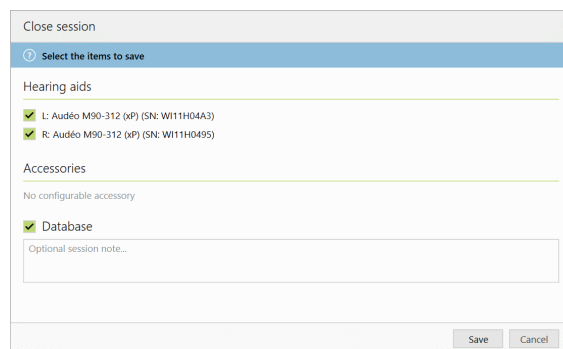 Close session
Select the items to save
Hearing aids
L: Audéo M90-312 (xP) (SN: WI11H04A3)
R: Audéo M90-312 (xP) (SN: WI11H0495)
Accessories
No configurable accessory
Database
Optional session note...
Save Cancel